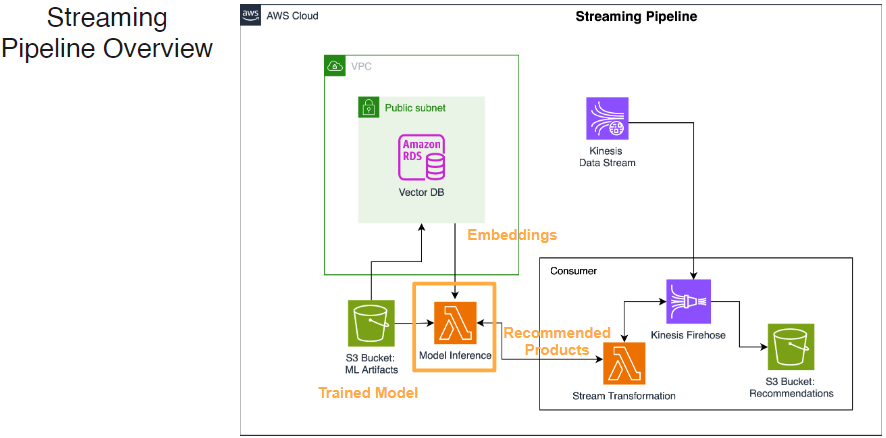 Streaming
Pipeline Overview
aws
AWS Cloud
Streaming Pipeline
VPC
Public subnet
Amazon
RDS
Vector DB
Kinesis
Data Stream
Embeddings
Consumer
Kinesis Firehose
Recommended
Products
Model Inference
S3 Bucket:
ML Artifacts
Trained Model
Stream Transformation
S3 Bucket:
Recommendations